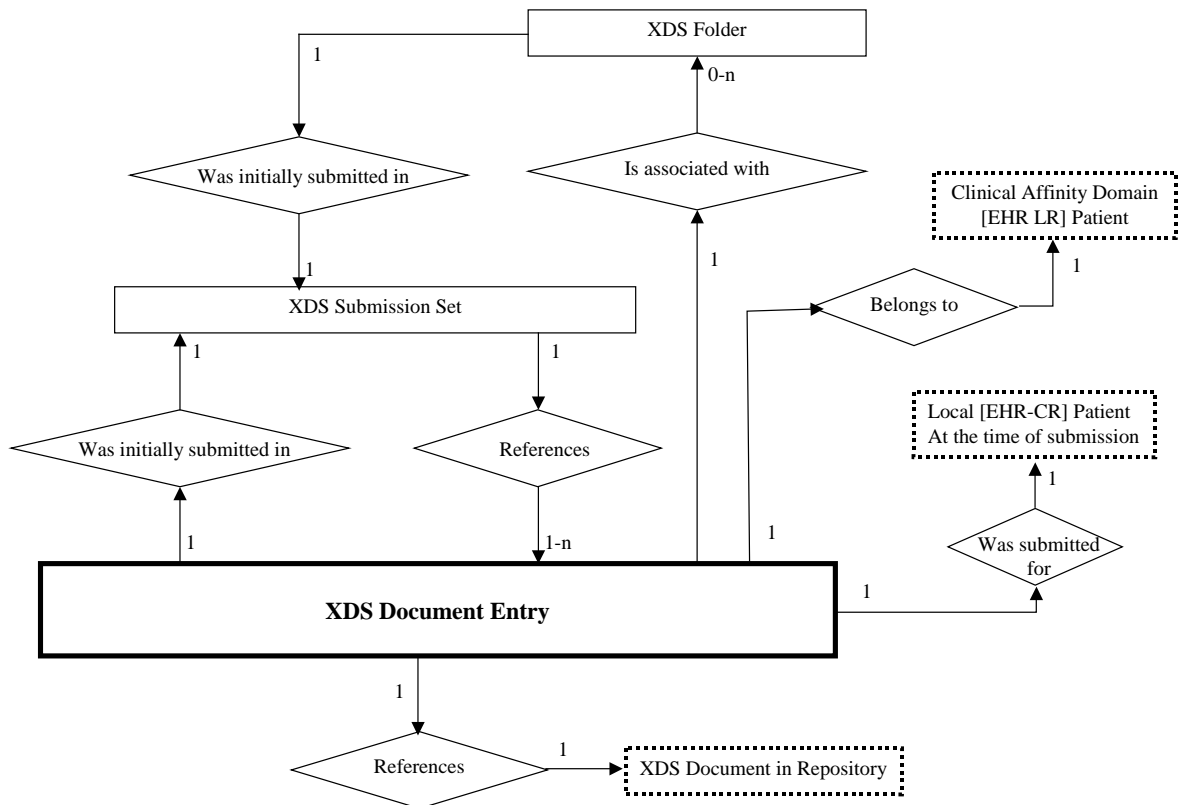 XDS Folder
1
0-n
Was initially submitted in
Is associated with
Clinical Affinity Domain
[EHR LR] Patient
1
1
1
XDS Submission Set
Belongs to
1
1
Local [EHR-CR] Patient
At the time of submission
Was initially submitted in
References
1
1
1-n
1
Was submitted
for
XDS Document Entry
1
1
References
1
XDS Document in Repository